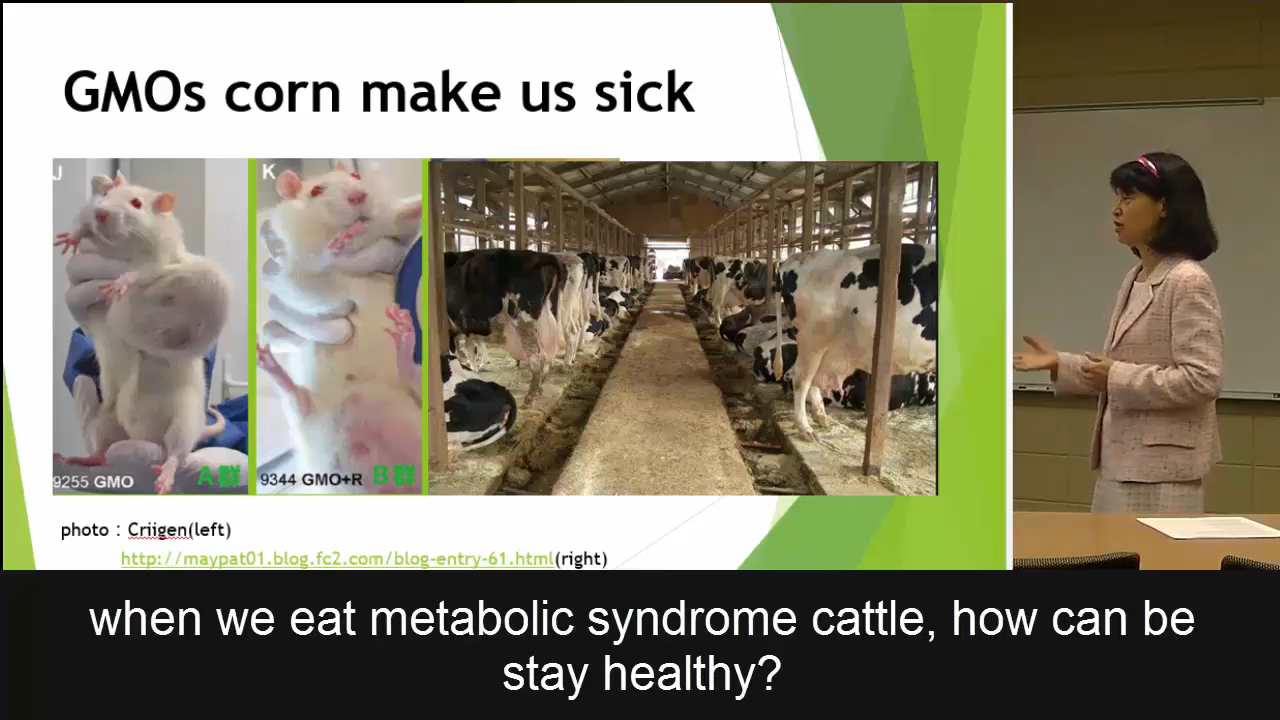 GMOs corn make us sick
J
K
9255 GMO
A群
9344 GMO+R
B群
photo：Criigen(left)
http://maypat01.blog.fc2.com/blog-entry-61.html(right)
when we eat metabolic syndrome cattle, how can be
stay healthy?